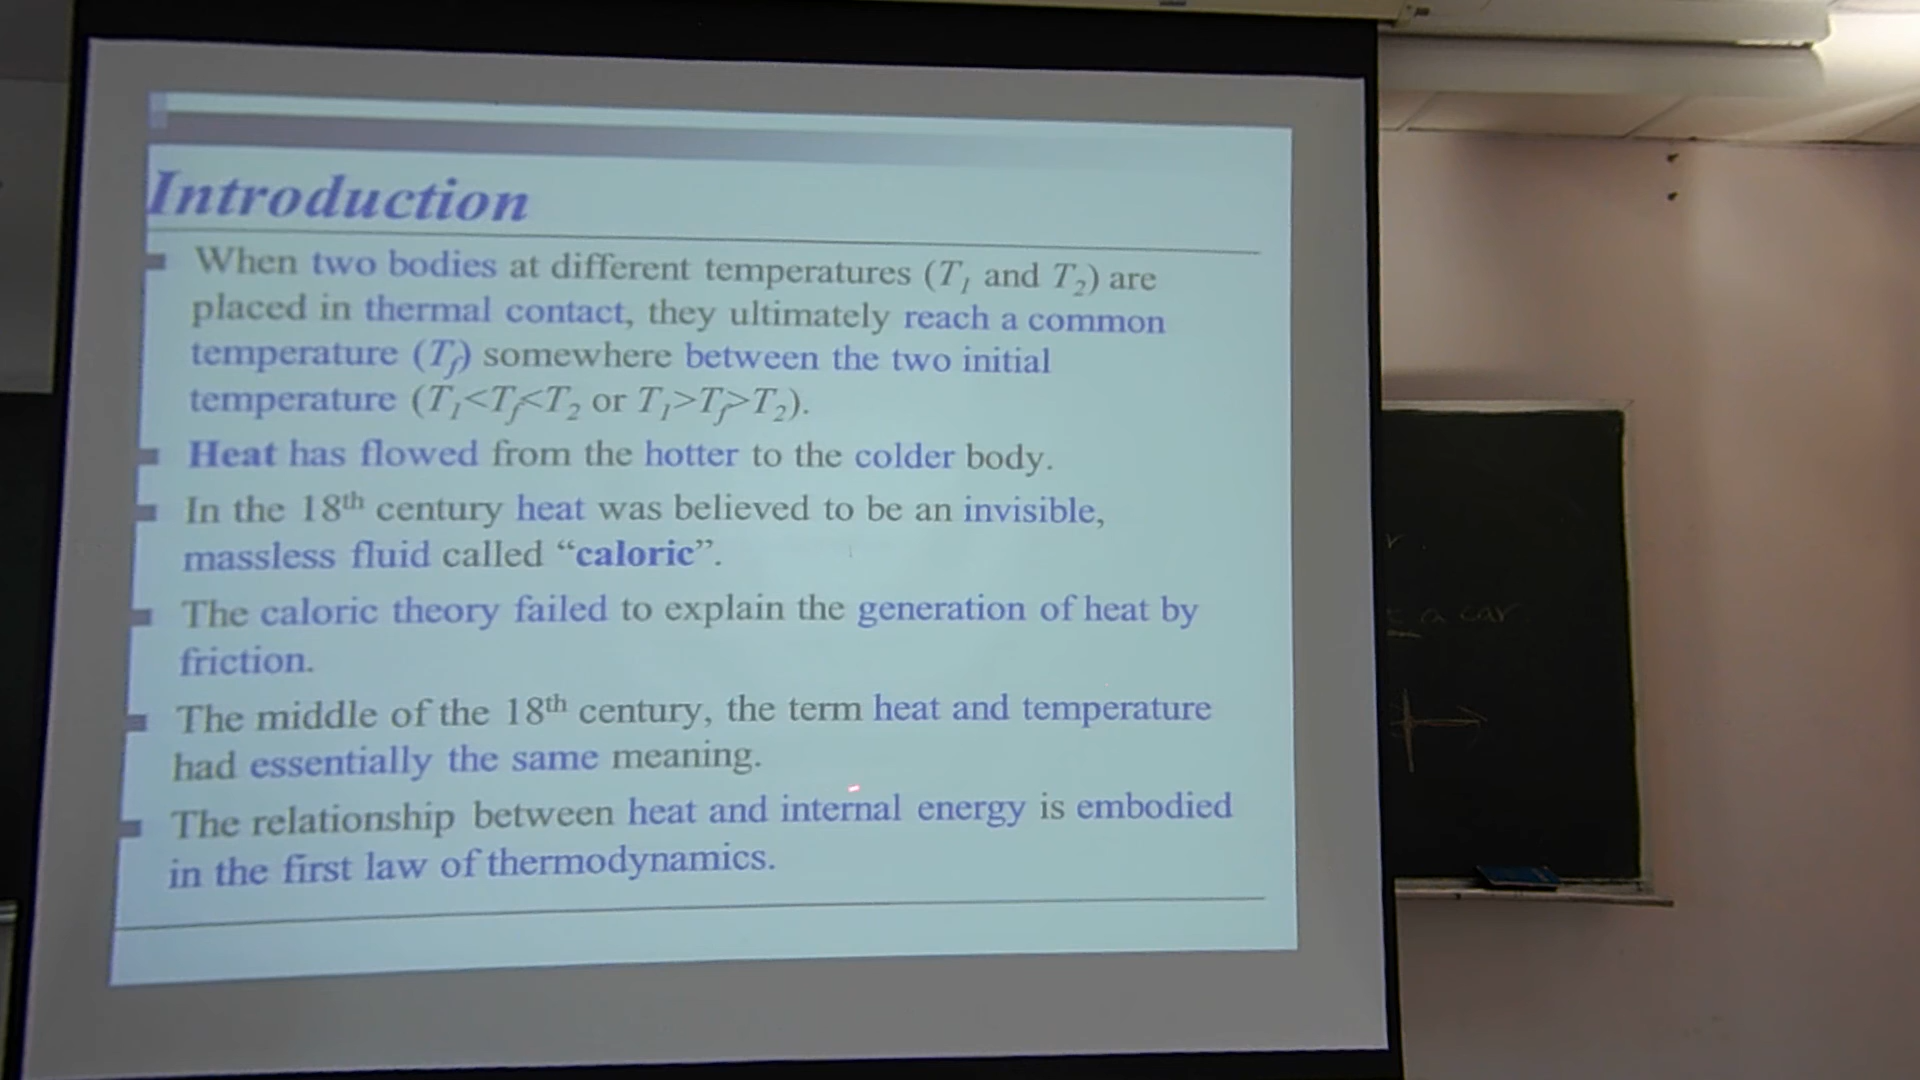 Introduction
When two bodies at different temperatures (T₁ and T₂) are
placed in thermal contact, they ultimately reach a common
temperature (T_f) somewhere between the two initial
temperature (T₁<T_f<T₂ or T₁>T_f>T₂).
Heat has flowed from the hotter to the colder body.
In the 18th century heat was believed to be an invisible,
massless fluid called “caloric”.
The caloric theory failed to explain the generation of heat by
friction.
The middle of the 18th century, the term heat and temperature
had essentially the same meaning.
The relationship between heat and internal energy is embodied
in the first law of thermodynamics.
a car.